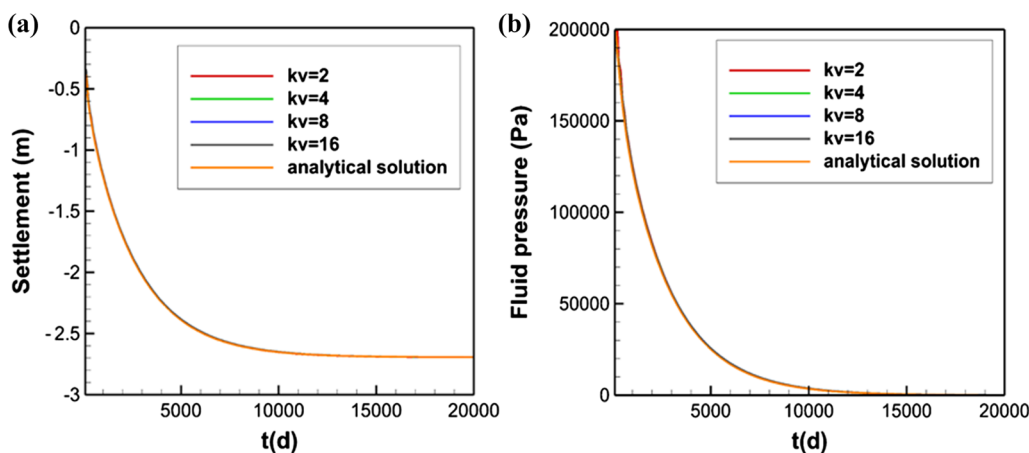 (a)
0
-0.5
-1
-1.5
-2
-2.5
-3
Settlement (m)
kv=2
kv=4
kv=8
kv=16
analytical solution
5000 10000 15000 20000
t(d)
(b)
200000
150000
100000
50000
0
Fluid pressure (Pa)
kv=2
kv=4
kv=8
kv=16
analytical solution
5000 10000 15000 20000
t(d)